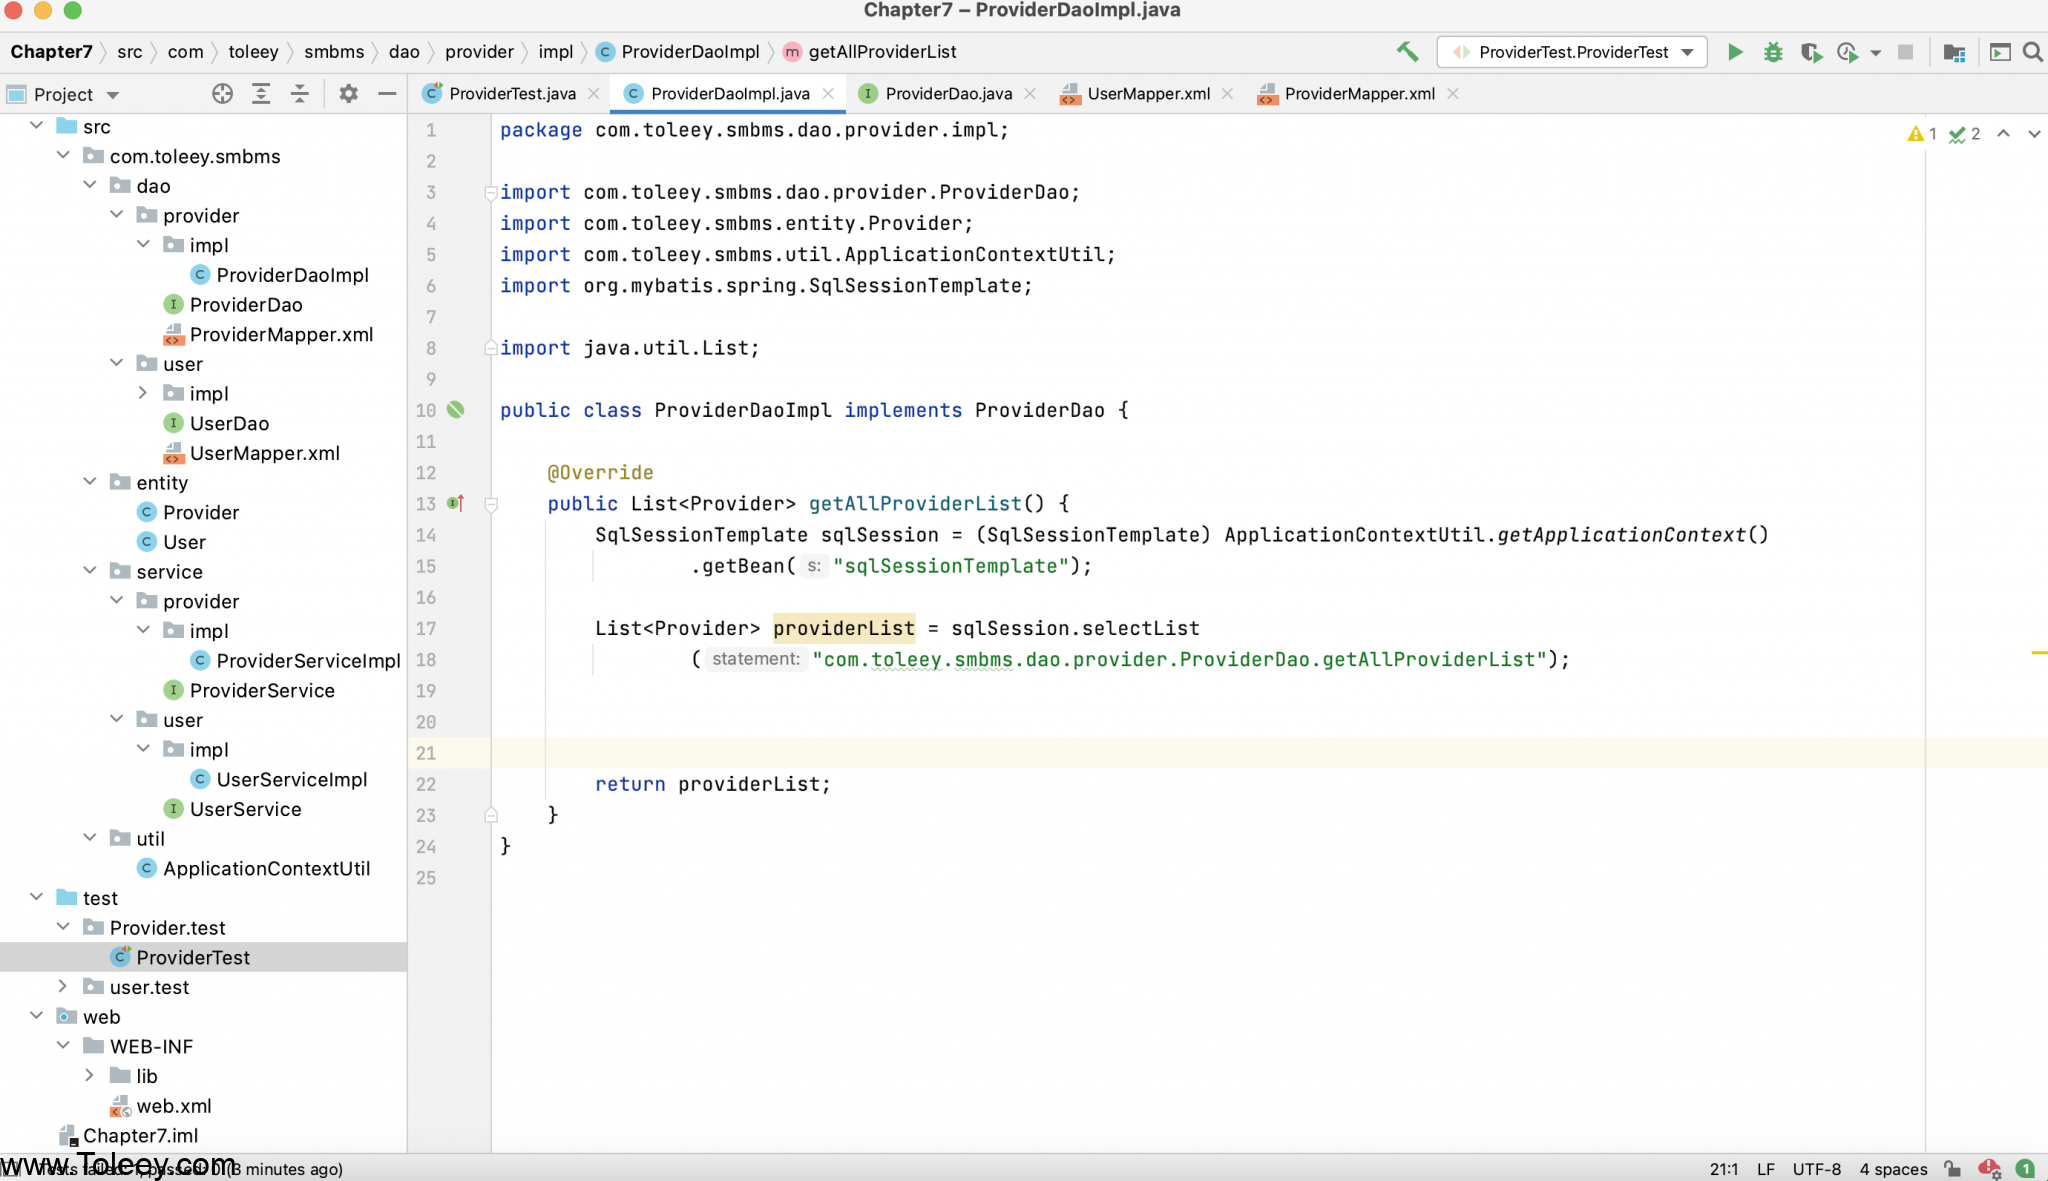 Chapter7 – ProviderDaoImpl.java
Chapter7 src com toleey smbms dao provider impl C ProviderDaoImpl m getAllProviderList ProviderTest.ProviderTest
Project
ProviderTest.java ProviderDaoImpl.java ProviderDao.java UserMapper.xml ProviderMapper.xml
src
com.toleey.smbms
dao
provider
impl
ProviderDaoImpl
ProviderDao
ProviderMapper.xml
user
impl
UserDao
UserMapper.xml
entity
Provider
User
service
provider
impl
ProviderServiceImpl
ProviderService
user
impl
UserServiceImpl
UserService
util
ApplicationContextUtil
test
Provider.test
ProviderTest
user.test
web
WEB-INF
lib
web.xml
Chapter7.iml
1 package com.toleey.smbms.dao.provider.impl;
2
3 import com.toleey.smbms.dao.provider.ProviderDao;
4 import com.toleey.smbms.entity.Provider;
5 import com.toleey.smbms.util.ApplicationContextUtil;
6 import org.mybatis.spring.SqlSessionTemplate;
7
8 import java.util.List;
9
10 public class ProviderDaoImpl implements ProviderDao {
11
12 @Override
13 public List<Provider> getAllProviderList() {
14 SqlSessionTemplate sqlSession = (SqlSessionTemplate) ApplicationContextUtil.getApplicationContext()
15 .getBean( s: "sqlSessionTemplate");
16
17 List<Provider> providerList = sqlSession.selectList
18 ( statement: "com.toleey.smbms.dao.provider.ProviderDao.getAllProviderList");
19
20
21
22 return providerList;
23 }
24 }
25
1 2
www.Toleey.com
Tests failed: 1, passed: 0 (3 minutes ago)
21:1 LF UTF-8 4 spaces 1